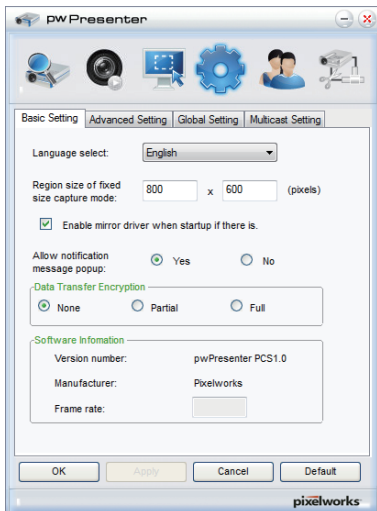 pwPresenter
Basic Setting Advanced Setting Global Setting Multicast Setting
Language select: English
Region size of fixed size capture mode: 800 x 600 (pixels)
Enable mirror driver when startup if there is.
Allow notification message popup: Yes No
Data Transfer Encryption
None Partial Full
Software Infomation
Version number: pwPresenter PCS1.0
Manufacturer: Pixelworks
Frame rate:
OK Apply Cancel Default
pixelworks